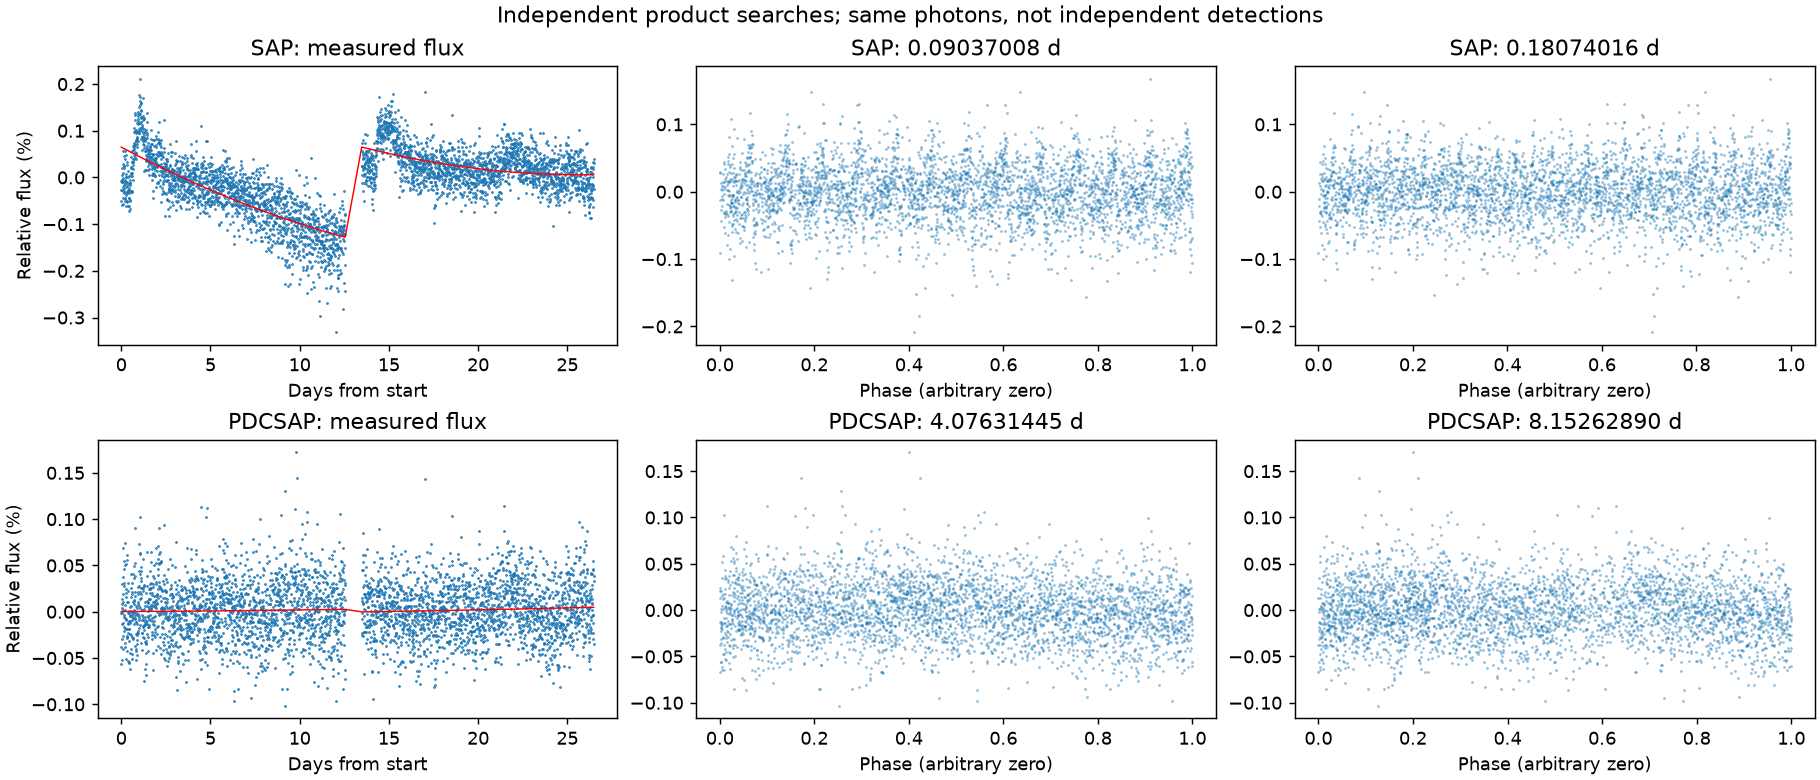 Independent product searches; same photons, not independent detections
SAP: measured flux
SAP: 0.09037008 d
SAP: 0.18074016 d
Relative flux (%)
0.2
0.1
0.0
−0.1
−0.2
−0.3
0 5 10 15 20 25
Days from start
0.1
0.0
−0.1
−0.2
0.0 0.2 0.4 0.6 0.8 1.0
Phase (arbitrary zero)
0.1
0.0
−0.1
−0.2
0.0 0.2 0.4 0.6 0.8 1.0
Phase (arbitrary zero)
PDCSAP: measured flux
PDCSAP: 4.07631445 d
PDCSAP: 8.15262890 d
Relative flux (%)
0.15
0.10
0.05
0.00
−0.05
−0.10
0 5 10 15 20 25
Days from start
0.15
0.10
0.05
0.00
−0.05
−0.10
0.0 0.2 0.4 0.6 0.8 1.0
Phase (arbitrary zero)
0.15
0.10
0.05
0.00
−0.05
−0.10
0.0 0.2 0.4 0.6 0.8 1.0
Phase (arbitrary zero)